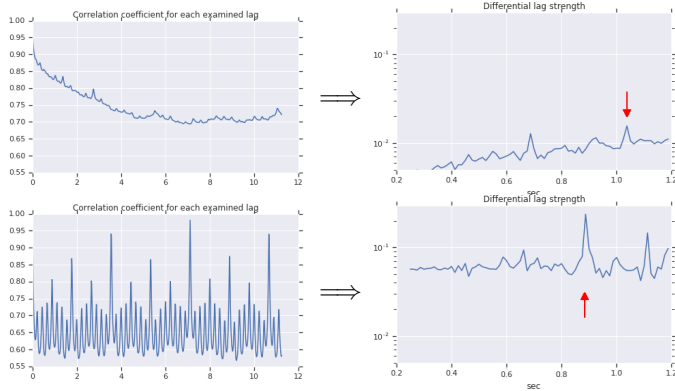 Correlation coefficient for each examined lag
1.00
0.95
0.90
0.85
0.80
0.75
0.70
0.65
0.60
0.55
0 2 4 6 8 10 12
Differential lag strength
10⁻¹
10⁻²
0.2 0.4 0.6 0.8 1.0 1.2
sec
Correlation coefficient for each examined lag
1.00
0.95
0.90
0.85
0.80
0.75
0.70
0.65
0.60
0.55
0 2 4 6 8 10 12
Differential lag strength
10⁻¹
10⁻²
0.2 0.4 0.6 0.8 1.0 1.2
sec